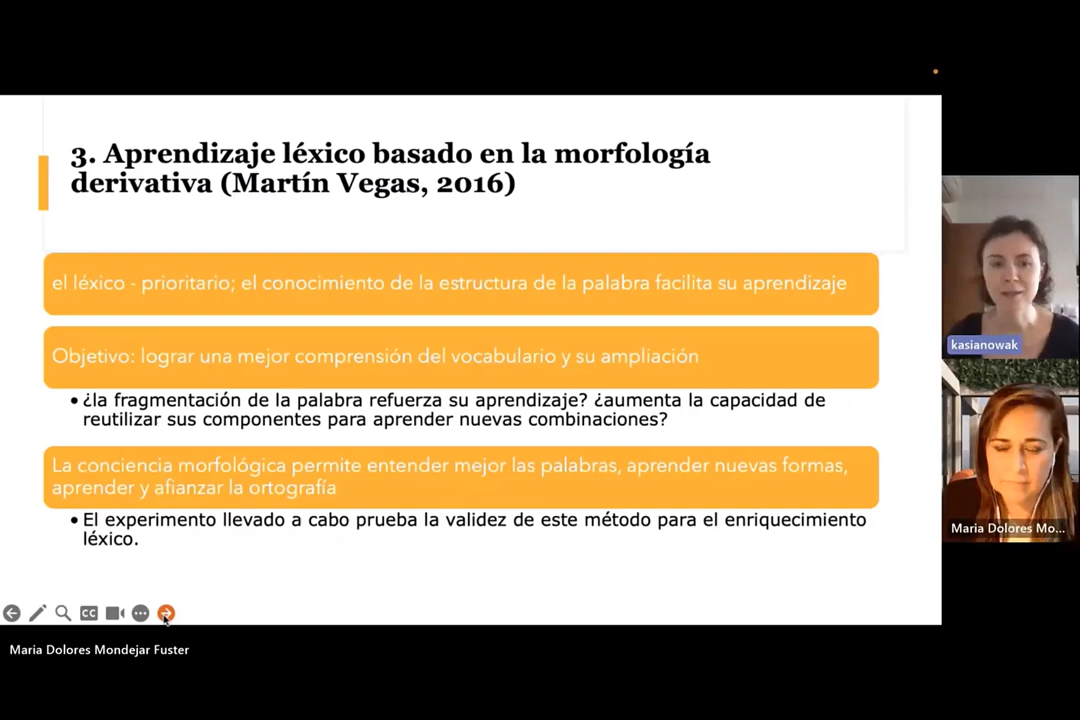 3. Aprendizaje léxico basado en la morfología
derivativa (Martín Vegas, 2016)
el léxico - prioritario; el conocimiento de la estructura de la palabra facilita su aprendizaje
Objetivo: lograr una mejor comprensión del vocabulario y su ampliación
• ¿la fragmentación de la palabra refuerza su aprendizaje? ¿aumenta la capacidad de
reutilizar sus componentes para aprender nuevas combinaciones?
La conciencia morfológica permite entender mejor las palabras, aprender nuevas formas,
aprender y afianzar la ortografía
• El experimento llevado a cabo prueba la validez de este método para el enriquecimiento
léxico.
CC
kasianowak
Maria Dolores Mo...
Maria Dolores Mondejar Fuster